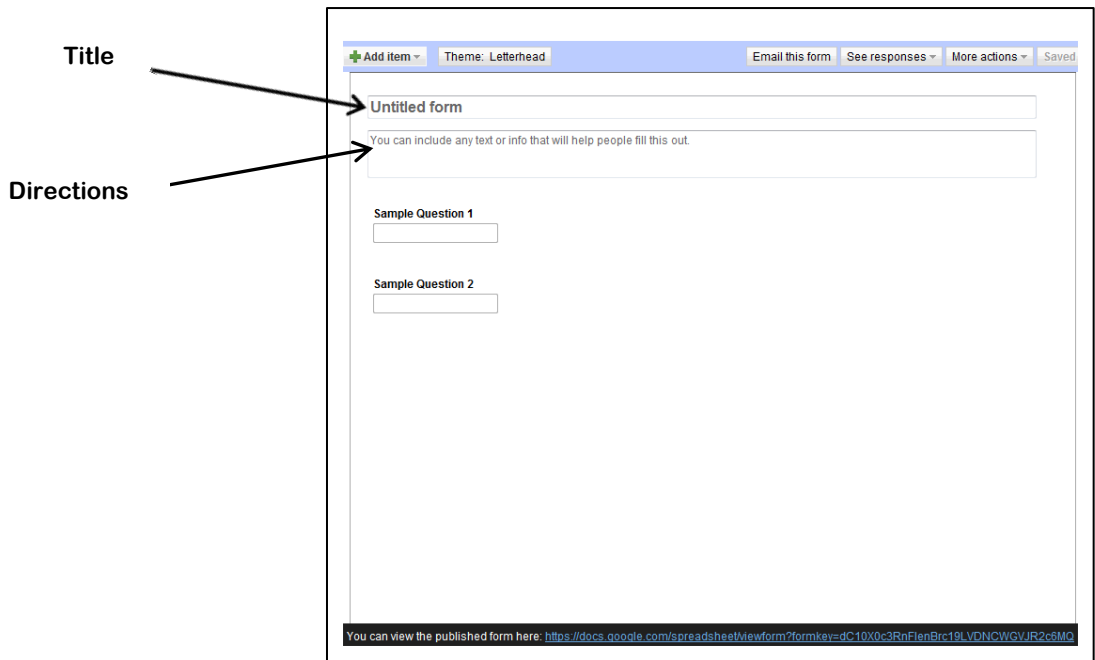 Title
Add item Theme: Letterhead Email this form See responses More actions Saved
Untitled form
You can include any text or info that will help people fill this out.
Directions
Sample Question 1
Sample Question 2
You can view the published form here: https://docs.google.com/spreadsheet/viewform?formkey=dC10X0c3RnFIenBrc19LVDNCWGVJR2c6MQ